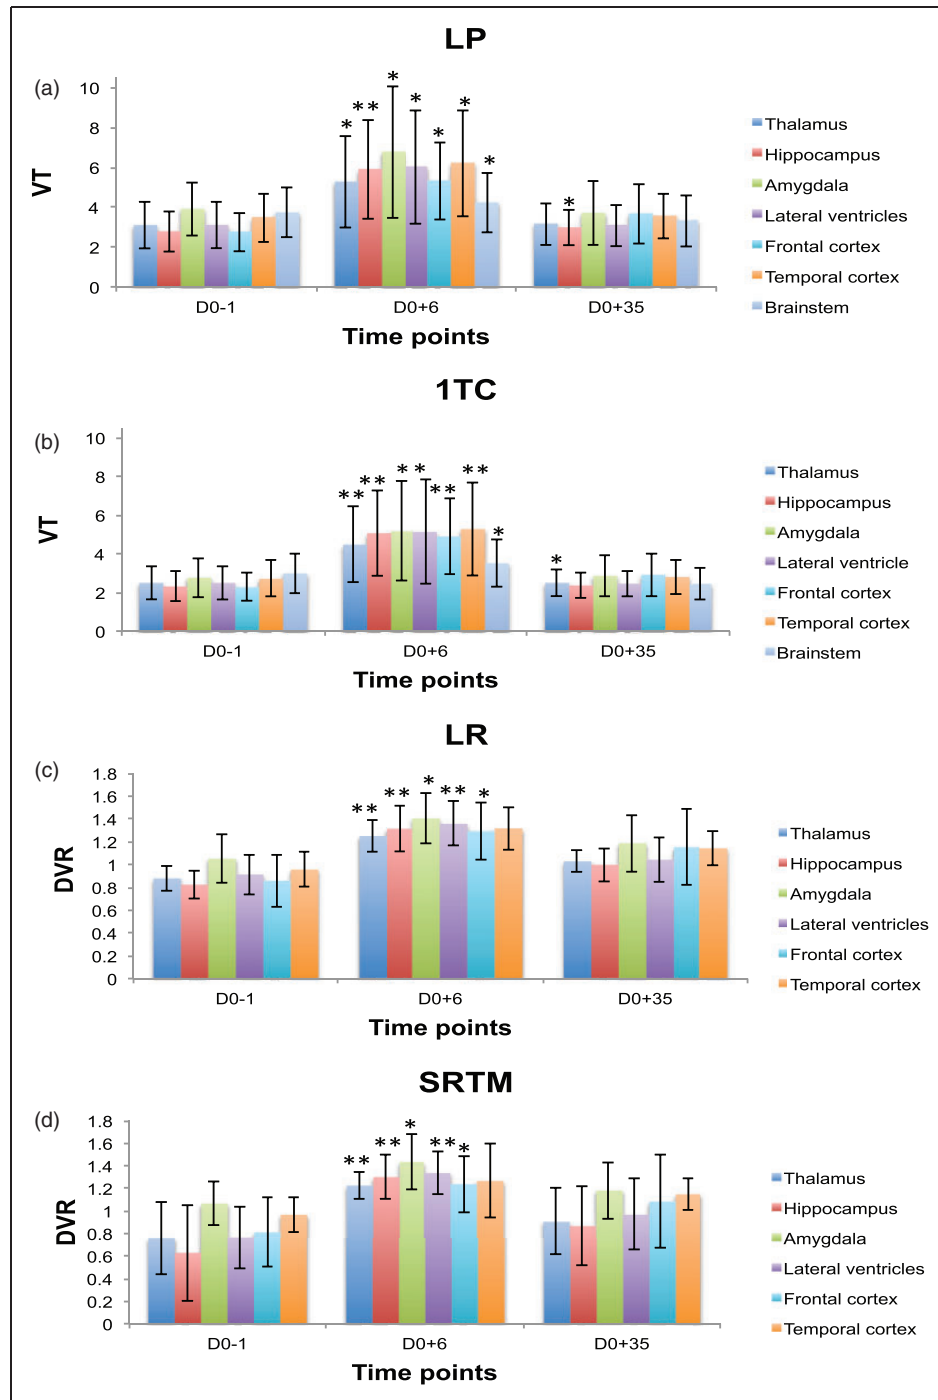 LP
(a)
VT
10
8
6
4
2
0
* ** * * * * *
*
D0-1 D0+6 D0+35
Time points
Thalamus
Hippocampus
Amygdala
Lateral ventricles
Frontal cortex
Temporal cortex
Brainstem
1TC
(b)
VT
10
8
6
4
2
0
** ** * * ** ** *
*
D0-1 D0+6 D0+35
Time points
Thalamus
Hippocampus
Amygdala
Lateral ventricle
Frontal cortex
Temporal cortex
Brainstem
LR
(c)
DVR
1.8
1.6
1.4
1.2
1
0.8
0.6
0.4
0.2
0
** ** * ** *
D0-1 D0+6 D0+35
Time points
Thalamus
Hippocampus
Amygdala
Lateral ventricles
Frontal cortex
Temporal cortex
SRTM
(d)
DVR
1.8
1.6
1.4
1.2
1
0.8
0.6
0.4
0.2
0
** ** * ** *
D0-1 D0+6 D0+35
Time points
Thalamus
Hippocampus
Amygdala
Lateral ventricles
Frontal cortex
Temporal cortex